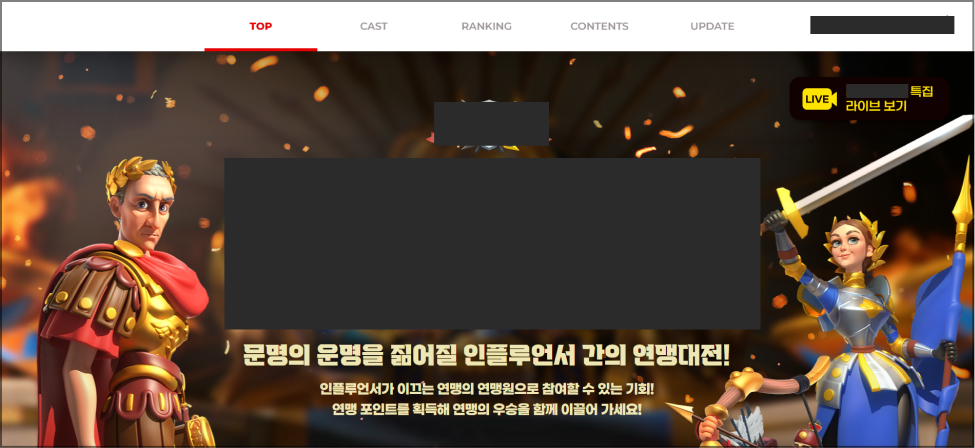 TOP
CAST
RANKING
CONTENTS
UPDATE
LIVE
특집
라이브 보기
문명의 운명을 짊어질 인플루언서 간의 연맹대전!
인플루언서가 이끄는 연맹의 연맹원으로 참여할 수 있는 기회!
연맹 포인트를 획득해 연맹의 우승을 함께 이끌어 가세요!